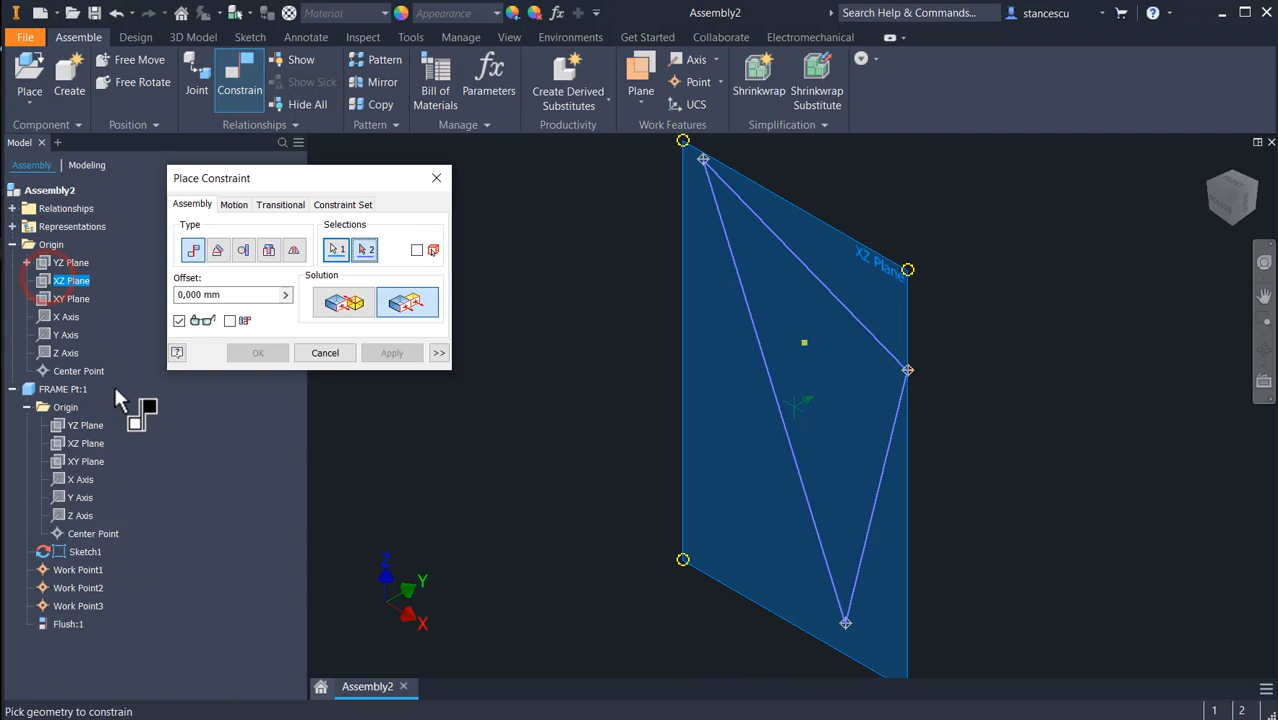 Material
Appearance
Assembly2
Search Help & Commands...
stancescu
File
Assemble
Design
3D Model
Sketch
Annotate
Inspect
Tools
Manage
View
Environments
Get Started
Collaborate
Electromechanical
Place
Create
Component
Free Move
Free Rotate
Position
Joint
Constrain
Show
Show Sick
Hide All
Relationships
Pattern
Mirror
Copy
Pattern
Bill of
Materials
Parameters
Manage
Create Derived
Substitutes
Productivity
Plane
Axis
Point
UCS
Work Features
Shrinkwrap
Shrinkwrap
Substitute
Simplification
Model
Assembly
Modeling
Assembly2
Relationships
Representations
Origin
YZ Plane
XZ Plane
XY Plane
X Axis
Y Axis
Z Axis
Center Point
FRAME Pt:1
Origin
YZ Plane
XZ Plane
XY Plane
X Axis
Y Axis
Z Axis
Center Point
Sketch1
Work Point1
Work Point2
Work Point3
Flush:1
Place Constraint
Assembly
Motion
Transitional
Constraint Set
Type
Selections
1
2
Offset:
0,000 mm
Solution
OK
Cancel
Apply
>>
XZ Plane
Z
Y
X
Assembly2
Pick geometry to constrain
1
2